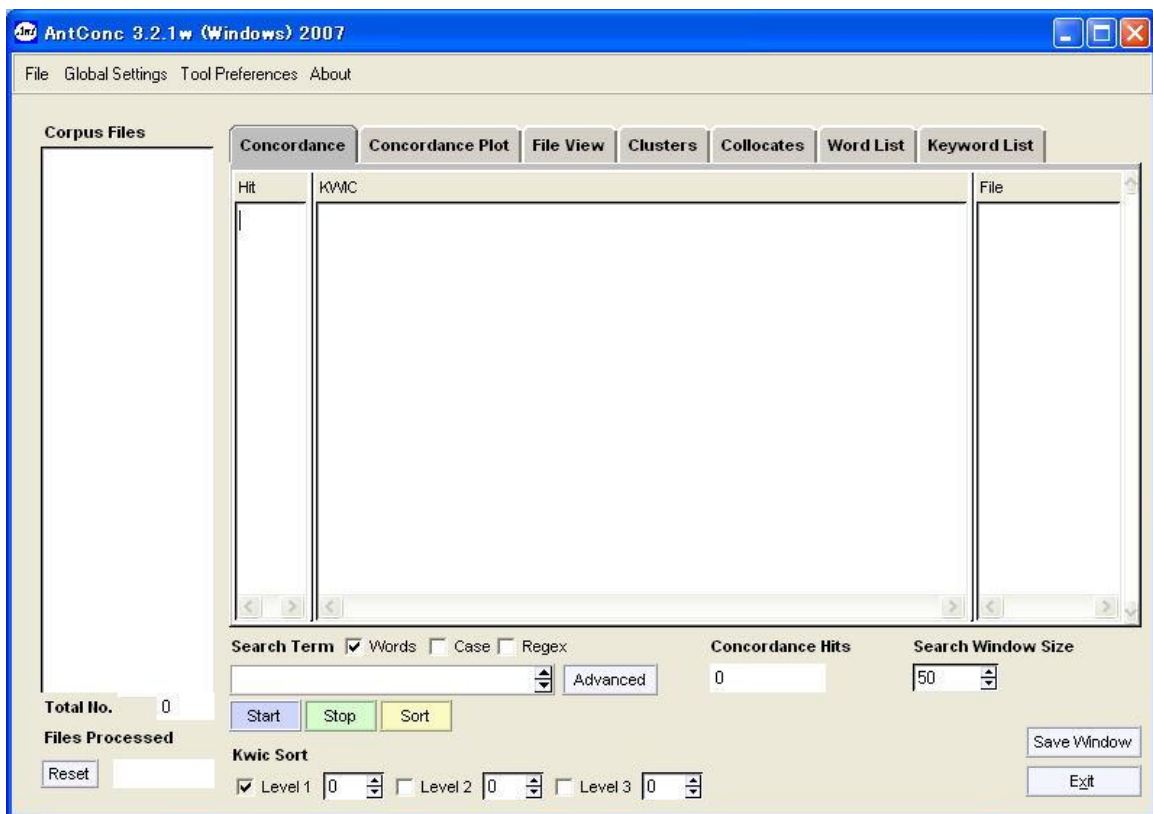 AntConc 3.2.1w (Windows) 2007
File Global Settings Tool Preferences About
Corpus Files
Concordance Concordance Plot File View Clusters Collocates Word List Keyword List
Hit KWIC File
Search Term Words Case Regex Concordance Hits Search Window Size
Advanced 0 50
Total No. 0
Start Stop Sort
Files Processed
Save Window
Kwic Sort
Reset
Level 1 0 Level 2 0 Level 3 0 Exit